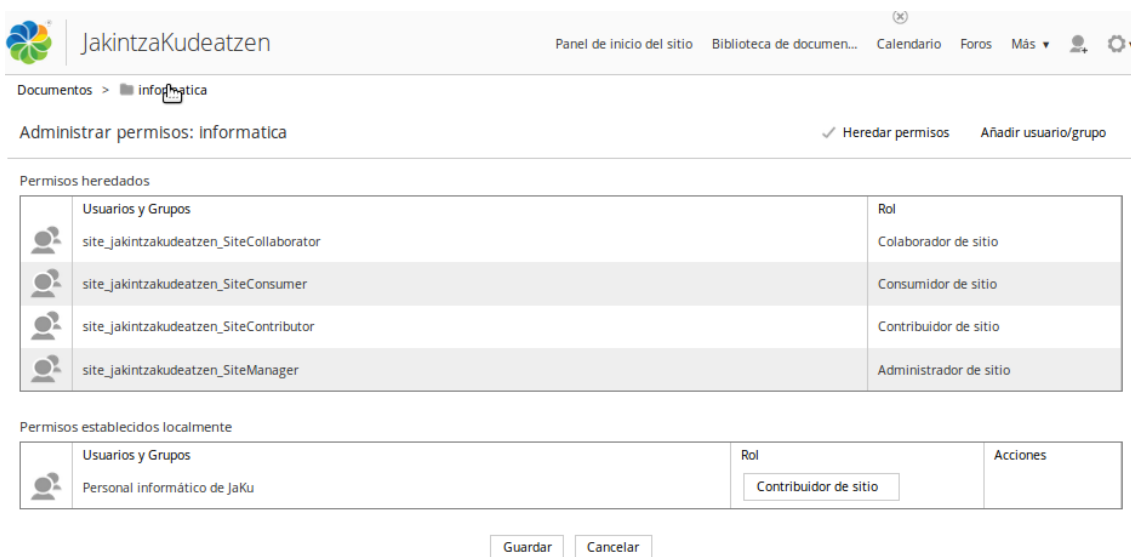 JakintzaKudeatzen
Panel de inicio del sitio Biblioteca de documen... Calendario Foros Más
Documentos > informatica
Administrar permisos: informatica
Heredar permisos Añadir usuario/grupo
Permisos heredados
Usuarios y Grupos Rol
site_jakintzakudeatzen_SiteCollaborator Colaborador de sitio
site_jakintzakudeatzen_SiteConsumer Consumidor de sitio
site_jakintzakudeatzen_SiteContributor Contribuidor de sitio
site_jakintzakudeatzen_SiteManager Administrador de sitio
Permisos establecidos localmente
Usuarios y Grupos Rol Acciones
Personal informático de JaKu Contribuidor de sitio
Guardar Cancelar